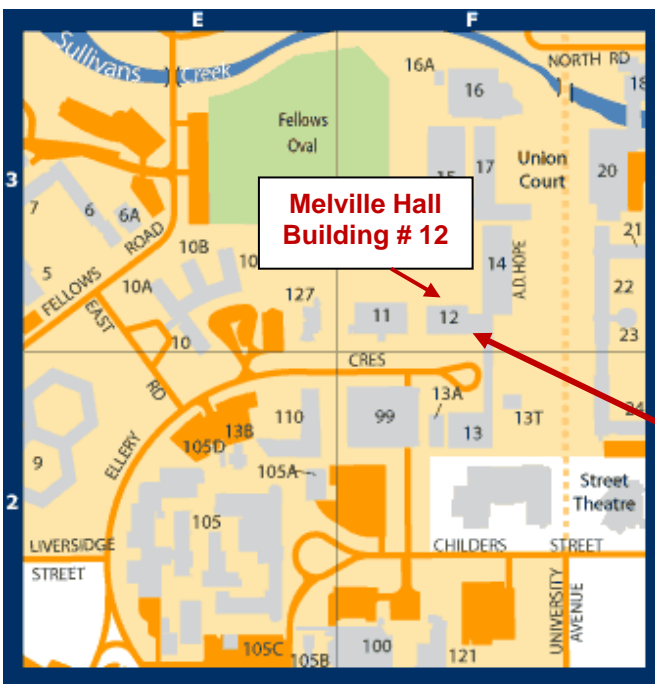 E
F
Sullivans
Creek
NORTH RD
16A
16
18
Fellows
Oval
Union
Court
3
17
20
7
6
6A
Melville Hall
Building # 12
ROAD
10B
21
5
FELLOWS
10A
EAST
127
14
A.D. HOPE
22
11
12
23
10
RD
CRES
13A
24
110
99
13T
13B
13
105D
9
ELLERY
105A
Street
Theatre
2
105
LIVERSIDGE
STREET
CHILDERS
STREET
UNIVERSITY
AVENUE
105C
105B
100
121